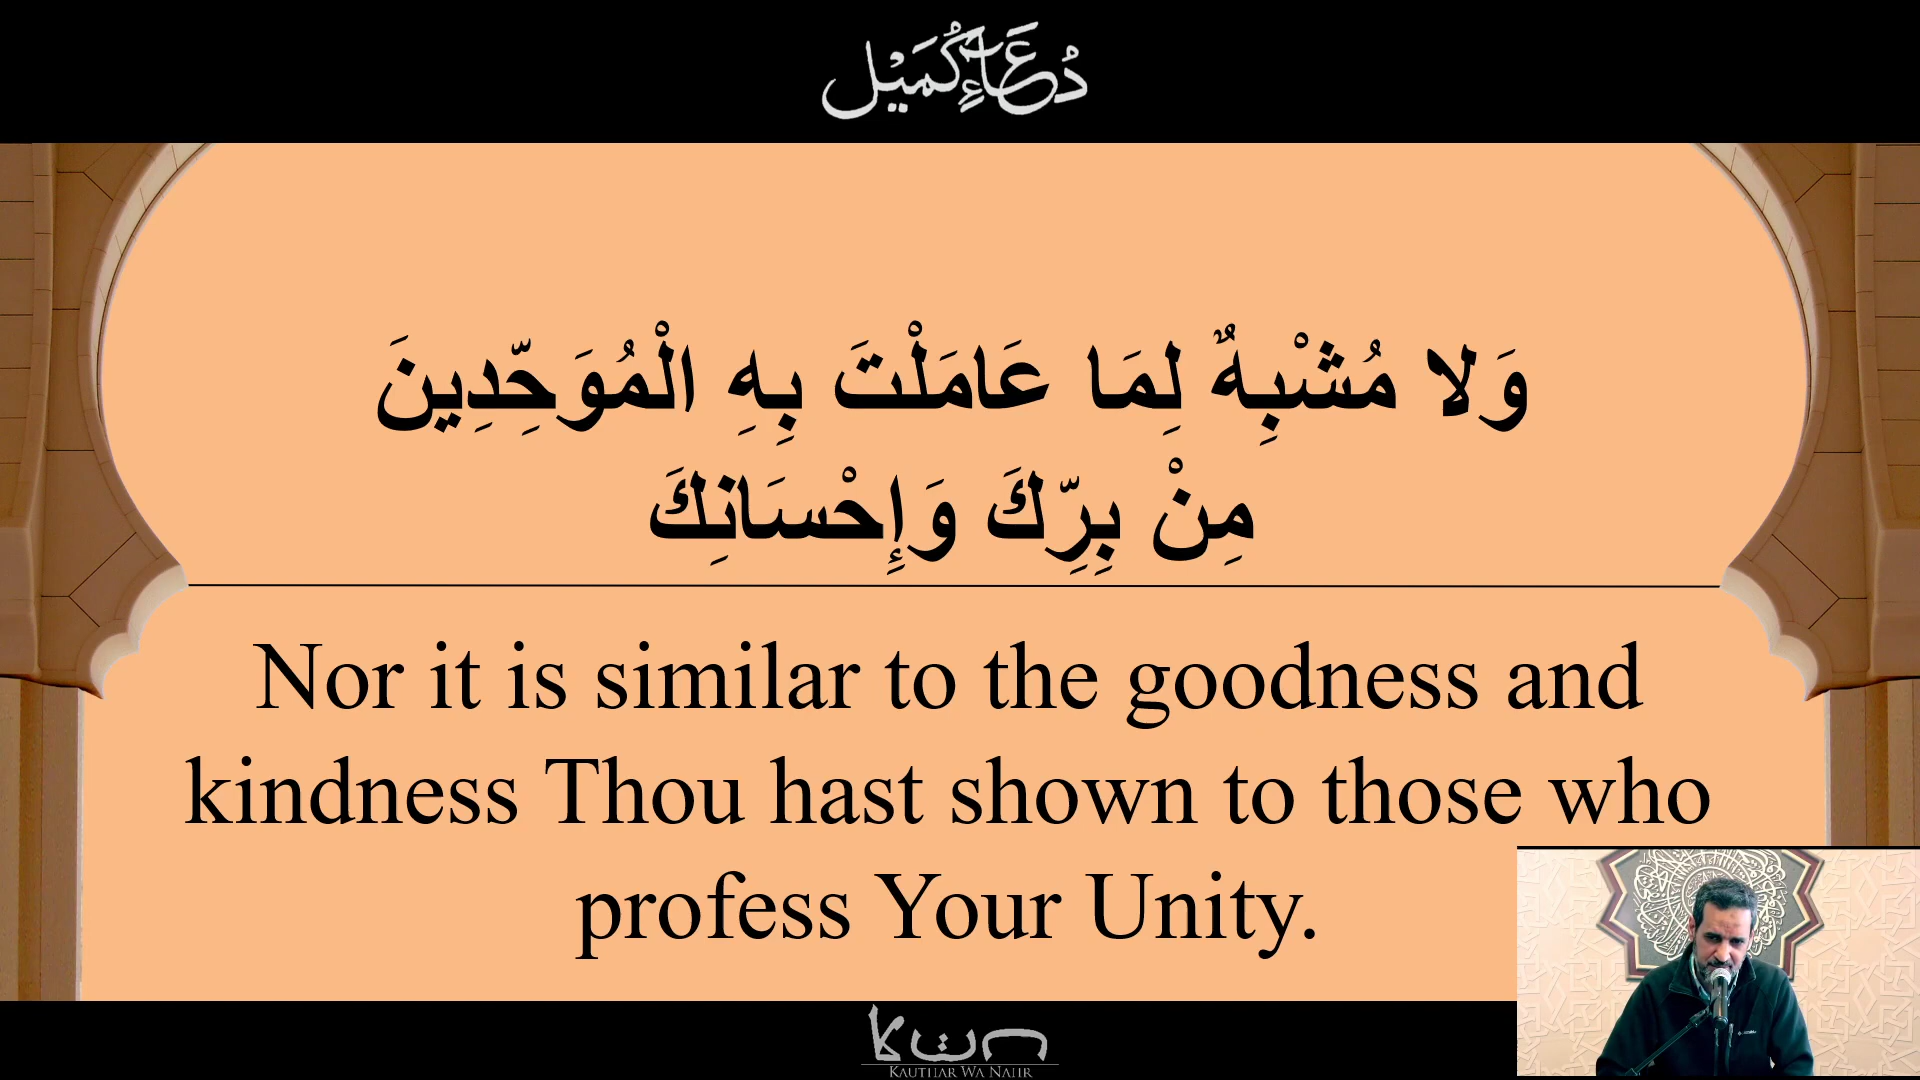 دُعَاءِ كُمَيْل
وَلا مُشْبِهٌ لِمَا عَامَلْتَ بِهِ الْمُوَحِّدِينَ
مِنْ بِرِّكَ وَإِحْسَانِكَ
Nor it is similar to the goodness and
kindness Thou hast shown to those who
profess Your Unity.
KWN
KAUTHAR WA NAHR